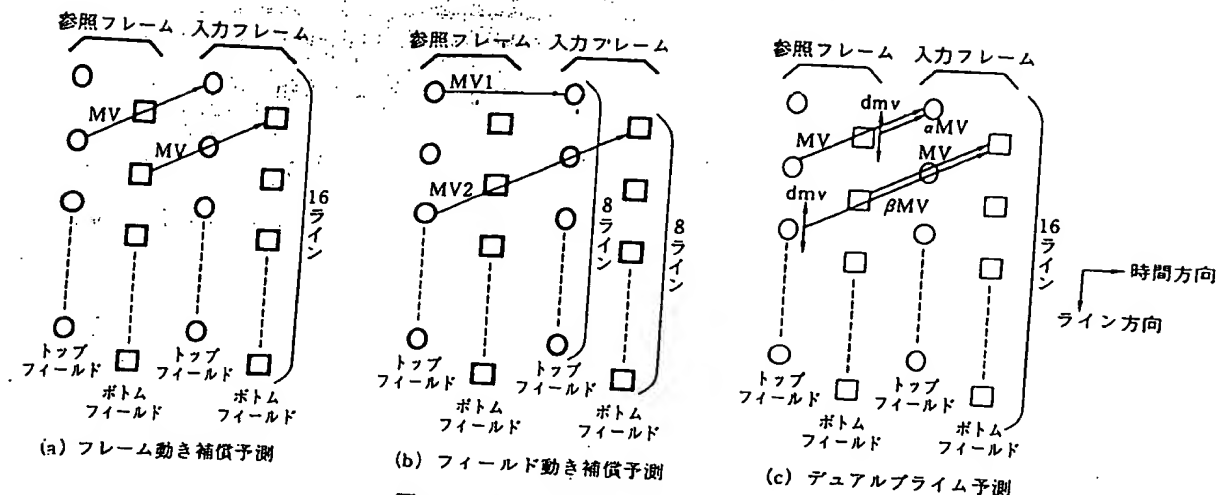 参照フレーム 入力フレーム
MV
MV
16ライン
トップフィールド
ボトムフィールド
トップフィールド
ボトムフィールド
(a) フレーム動き補償予測
参照フレーム 入力フレーム
MV1
MV2
8ライン
8ライン
トップフィールド
ボトムフィールド
トップフィールド
ボトムフィールド
(b) フィールド動き補償予測
参照フレーム 入力フレーム
dmv
αMV
MV
MV
dmv
βMV
16ライン
トップフィールド
ボトムフィールド
トップフィールド
ボトムフィールド
(c) デュアルプライム予測
時間方向
ライン方向